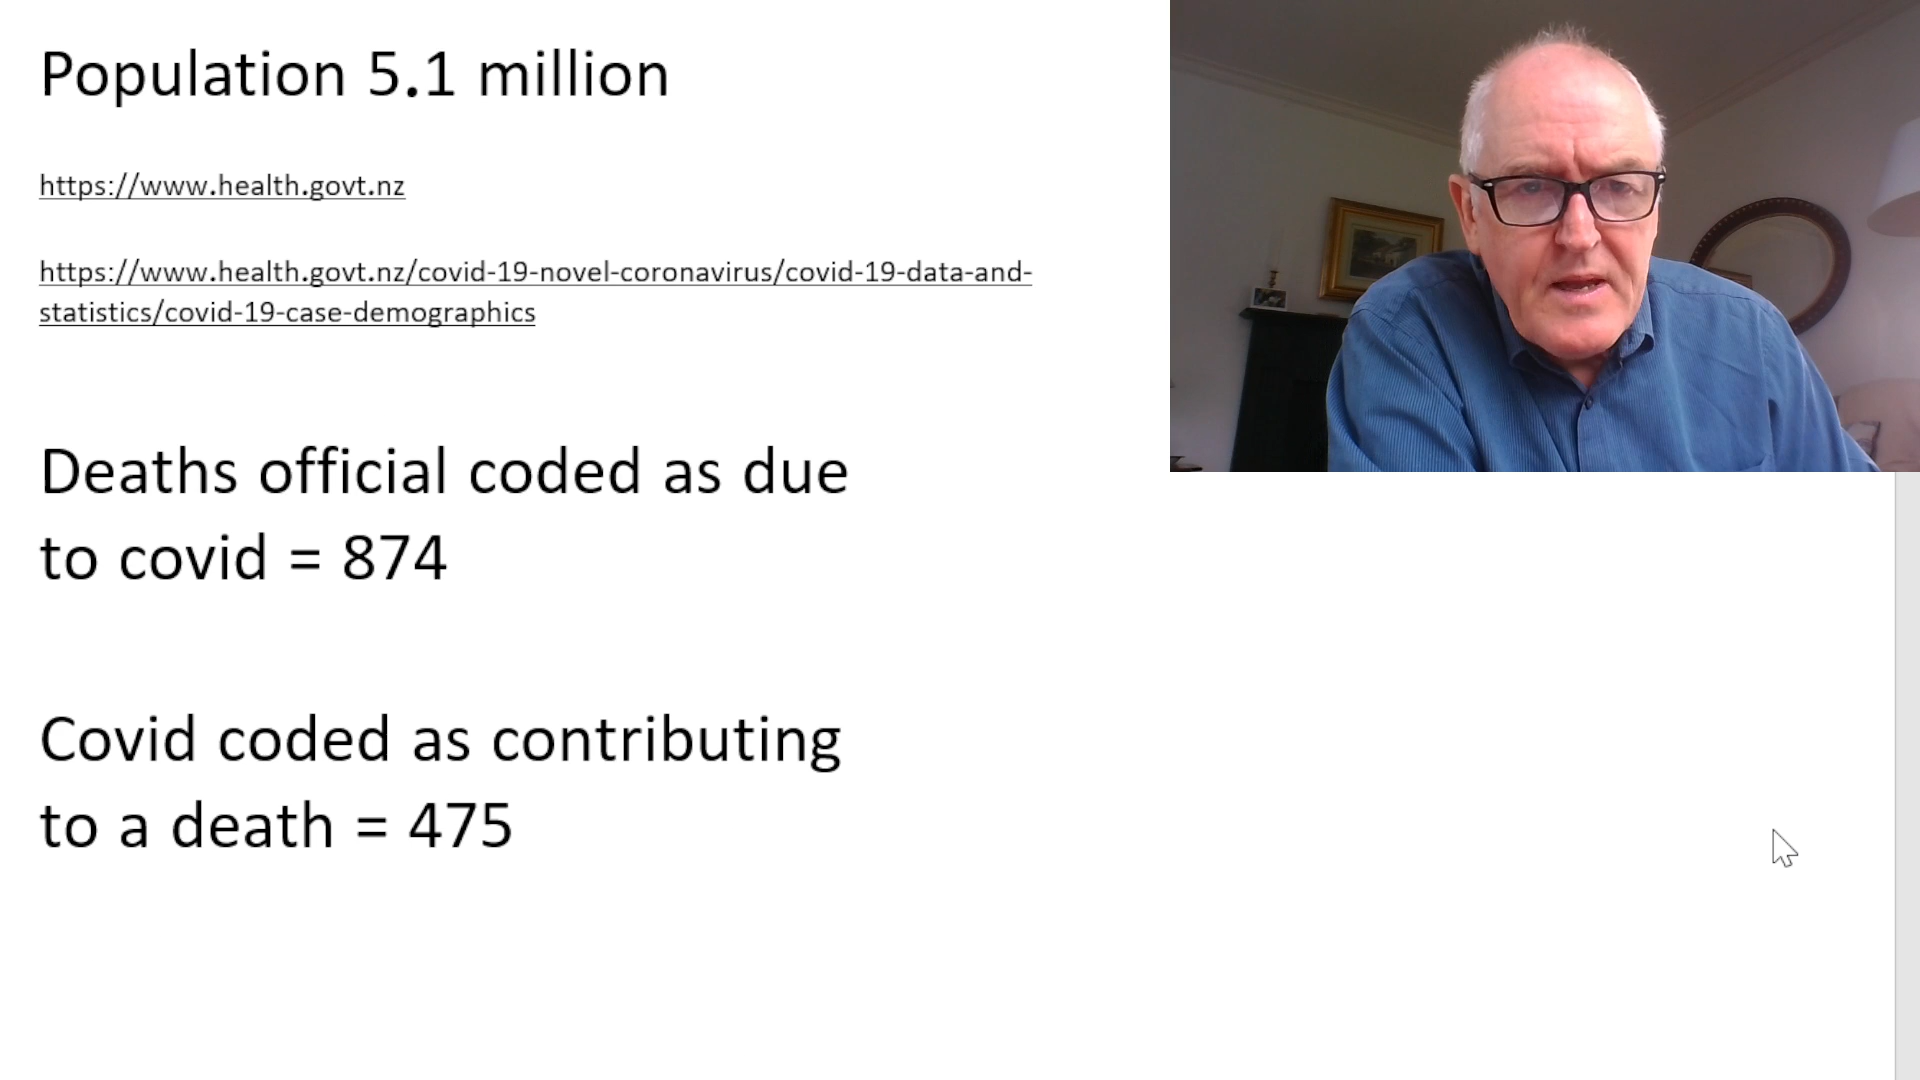 Population 5.1 million
https://www.health.govt.nz
https://www.health.govt.nz/covid-19-novel-coronavirus/covid-19-data-and-
statistics/covid-19-case-demographics
Deaths official coded as due
to covid = 874
Covid coded as contributing
to a death = 475